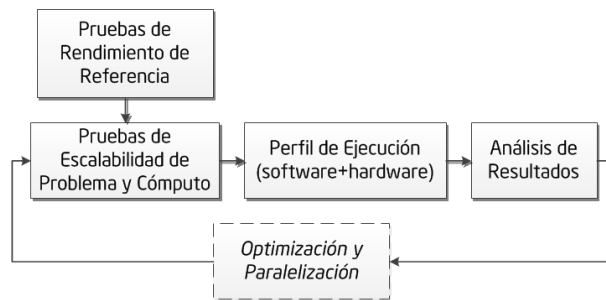 Pruebas de
Rendimiento de
Referencia
Pruebas de
Escalabilidad de
Problema y Cómputo
Perfil de Ejecución
(software+hardware)
Análisis de
Resultados
Optimización y
Paralelización